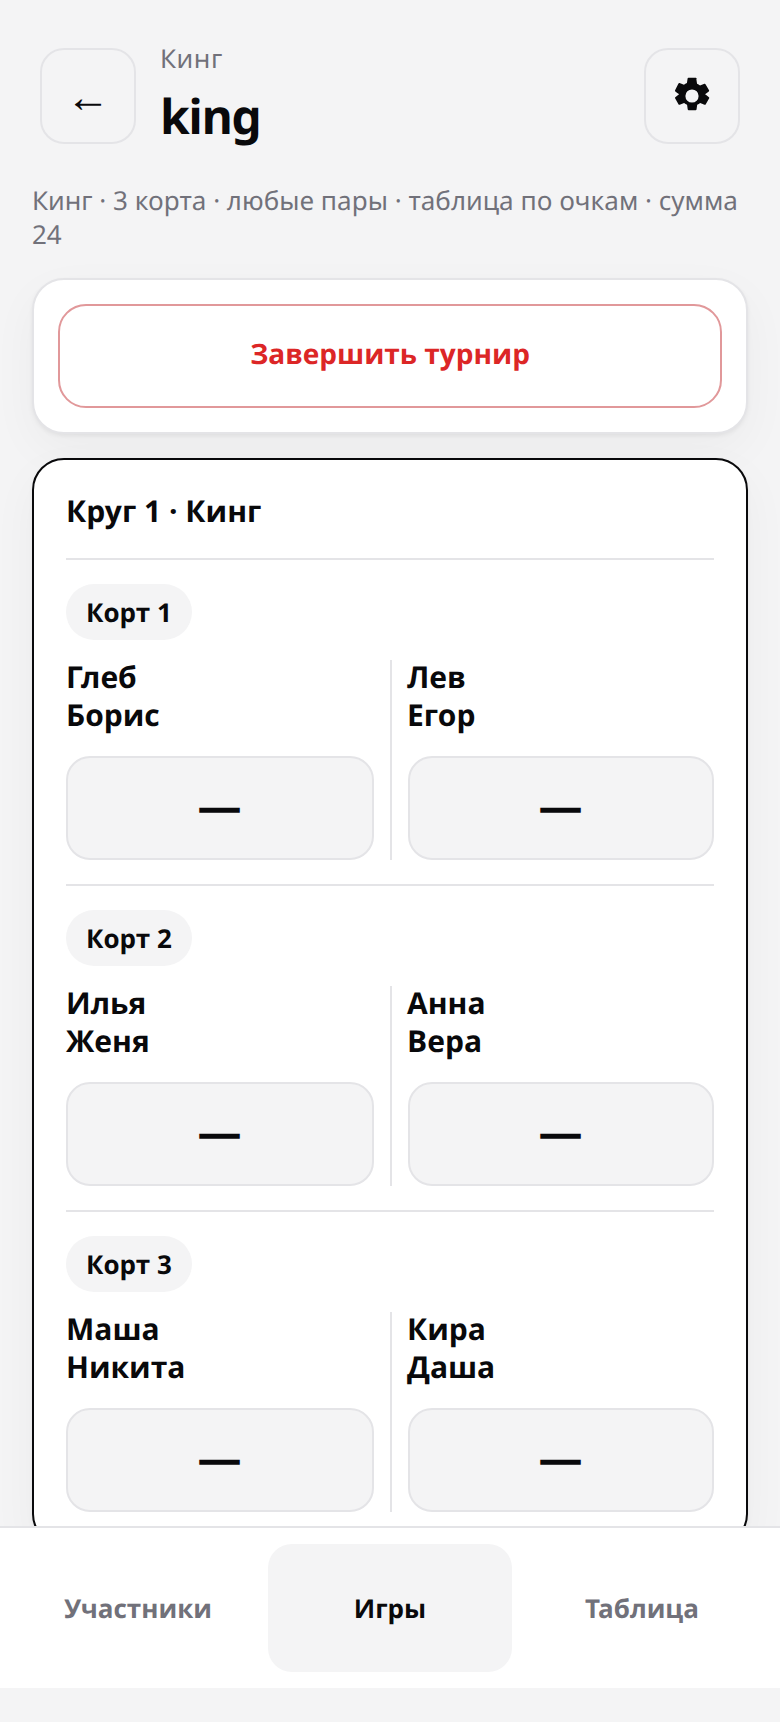 ←
Кинг
king
Кинг · 3 корта · любые пары · таблица по очкам · сумма
24
Завершить турнир
Круг 1 · Кинг
Корт 1
Глеб
Борис
Лев
Егор
—
—
Корт 2
Илья
Женя
Анна
Вера
—
—
Корт 3
Маша
Никита
Кира
Даша
—
—
Участники
Игры
Таблица